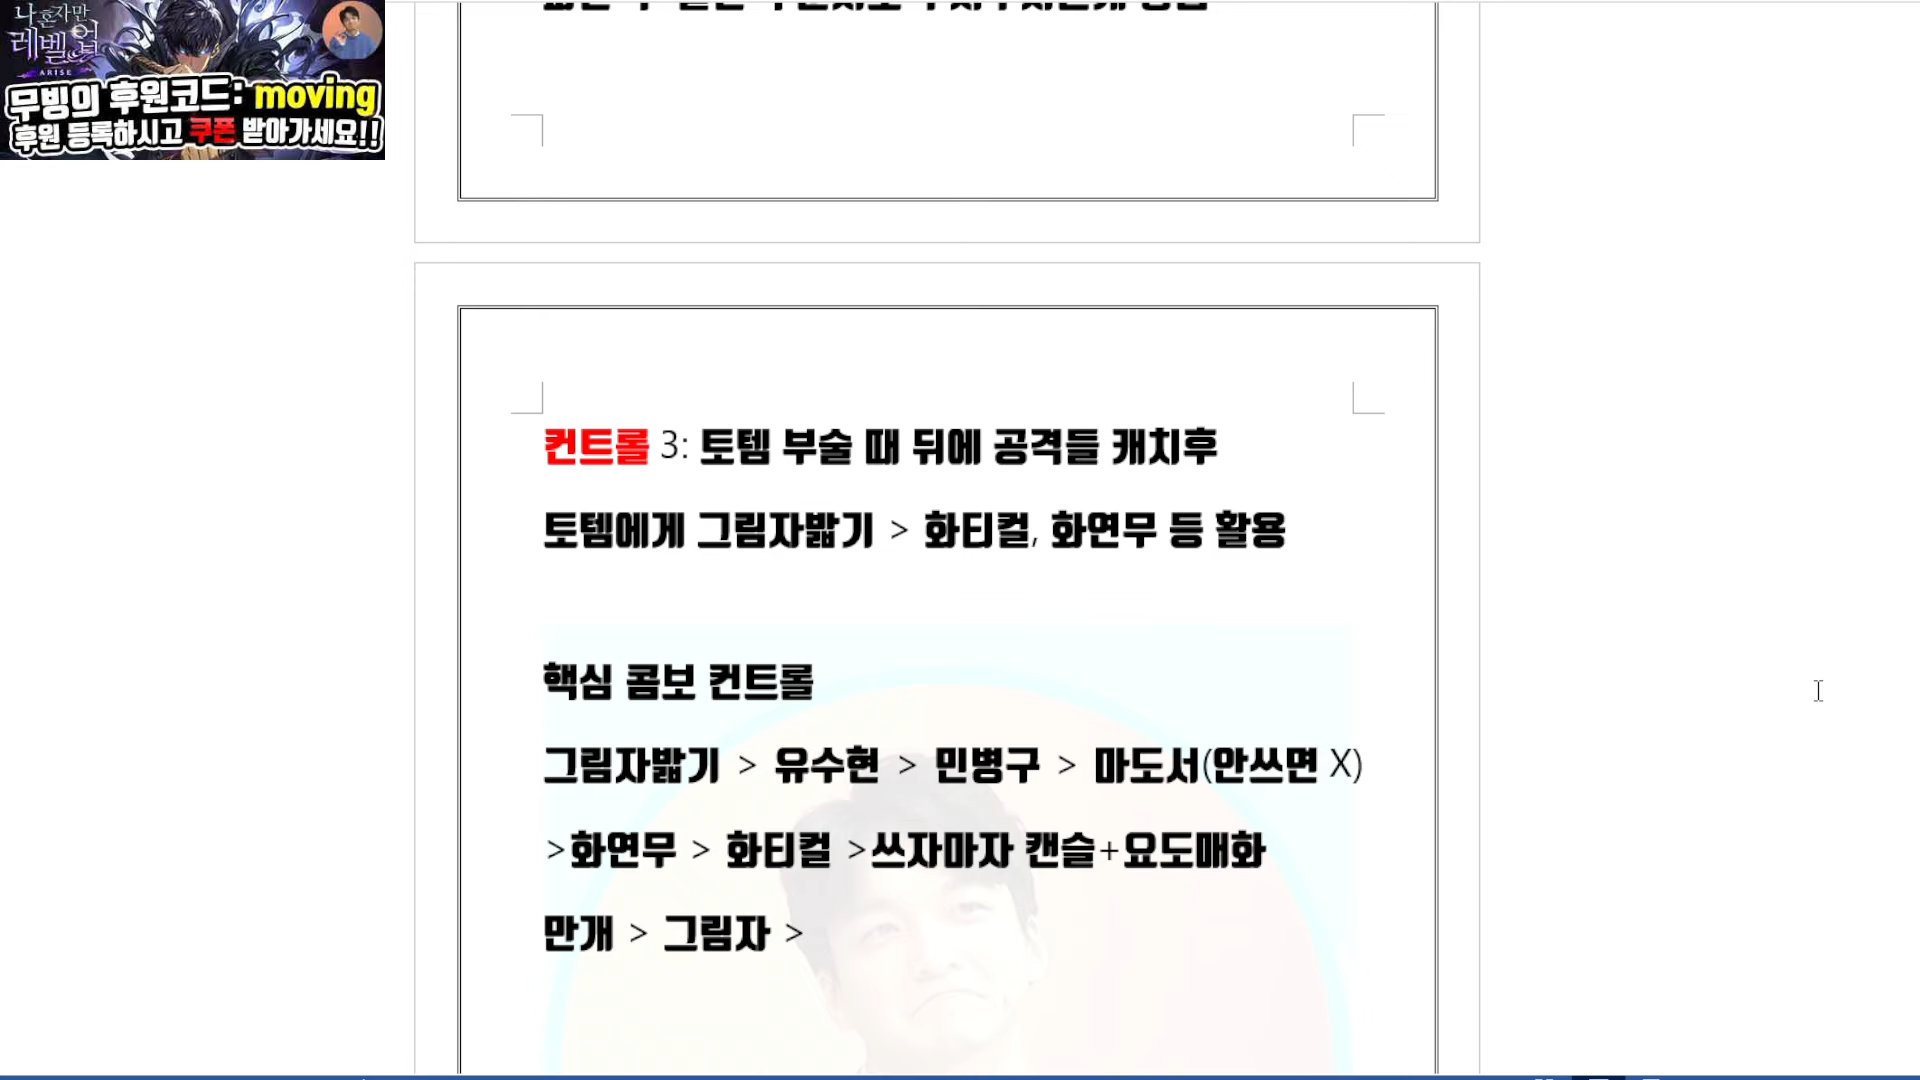 나 혼자만
레벨업
ARISE
무빙의 후원코드: moving
후원 등록하시고 쿠폰 받아가세요!!
컨트롤 3: 토템 부술 때 뒤에 공격들 캐치후
토템에게 그림자밟기 > 화티컬, 화연무 등 활용
핵심 콤보 컨트롤
그림자밟기 > 유수현 > 민병구 > 마도서(안쓰면 X)
>화연무 > 화티컬 >쓰자마자 캔슬+요도매화
만개 > 그림자 >